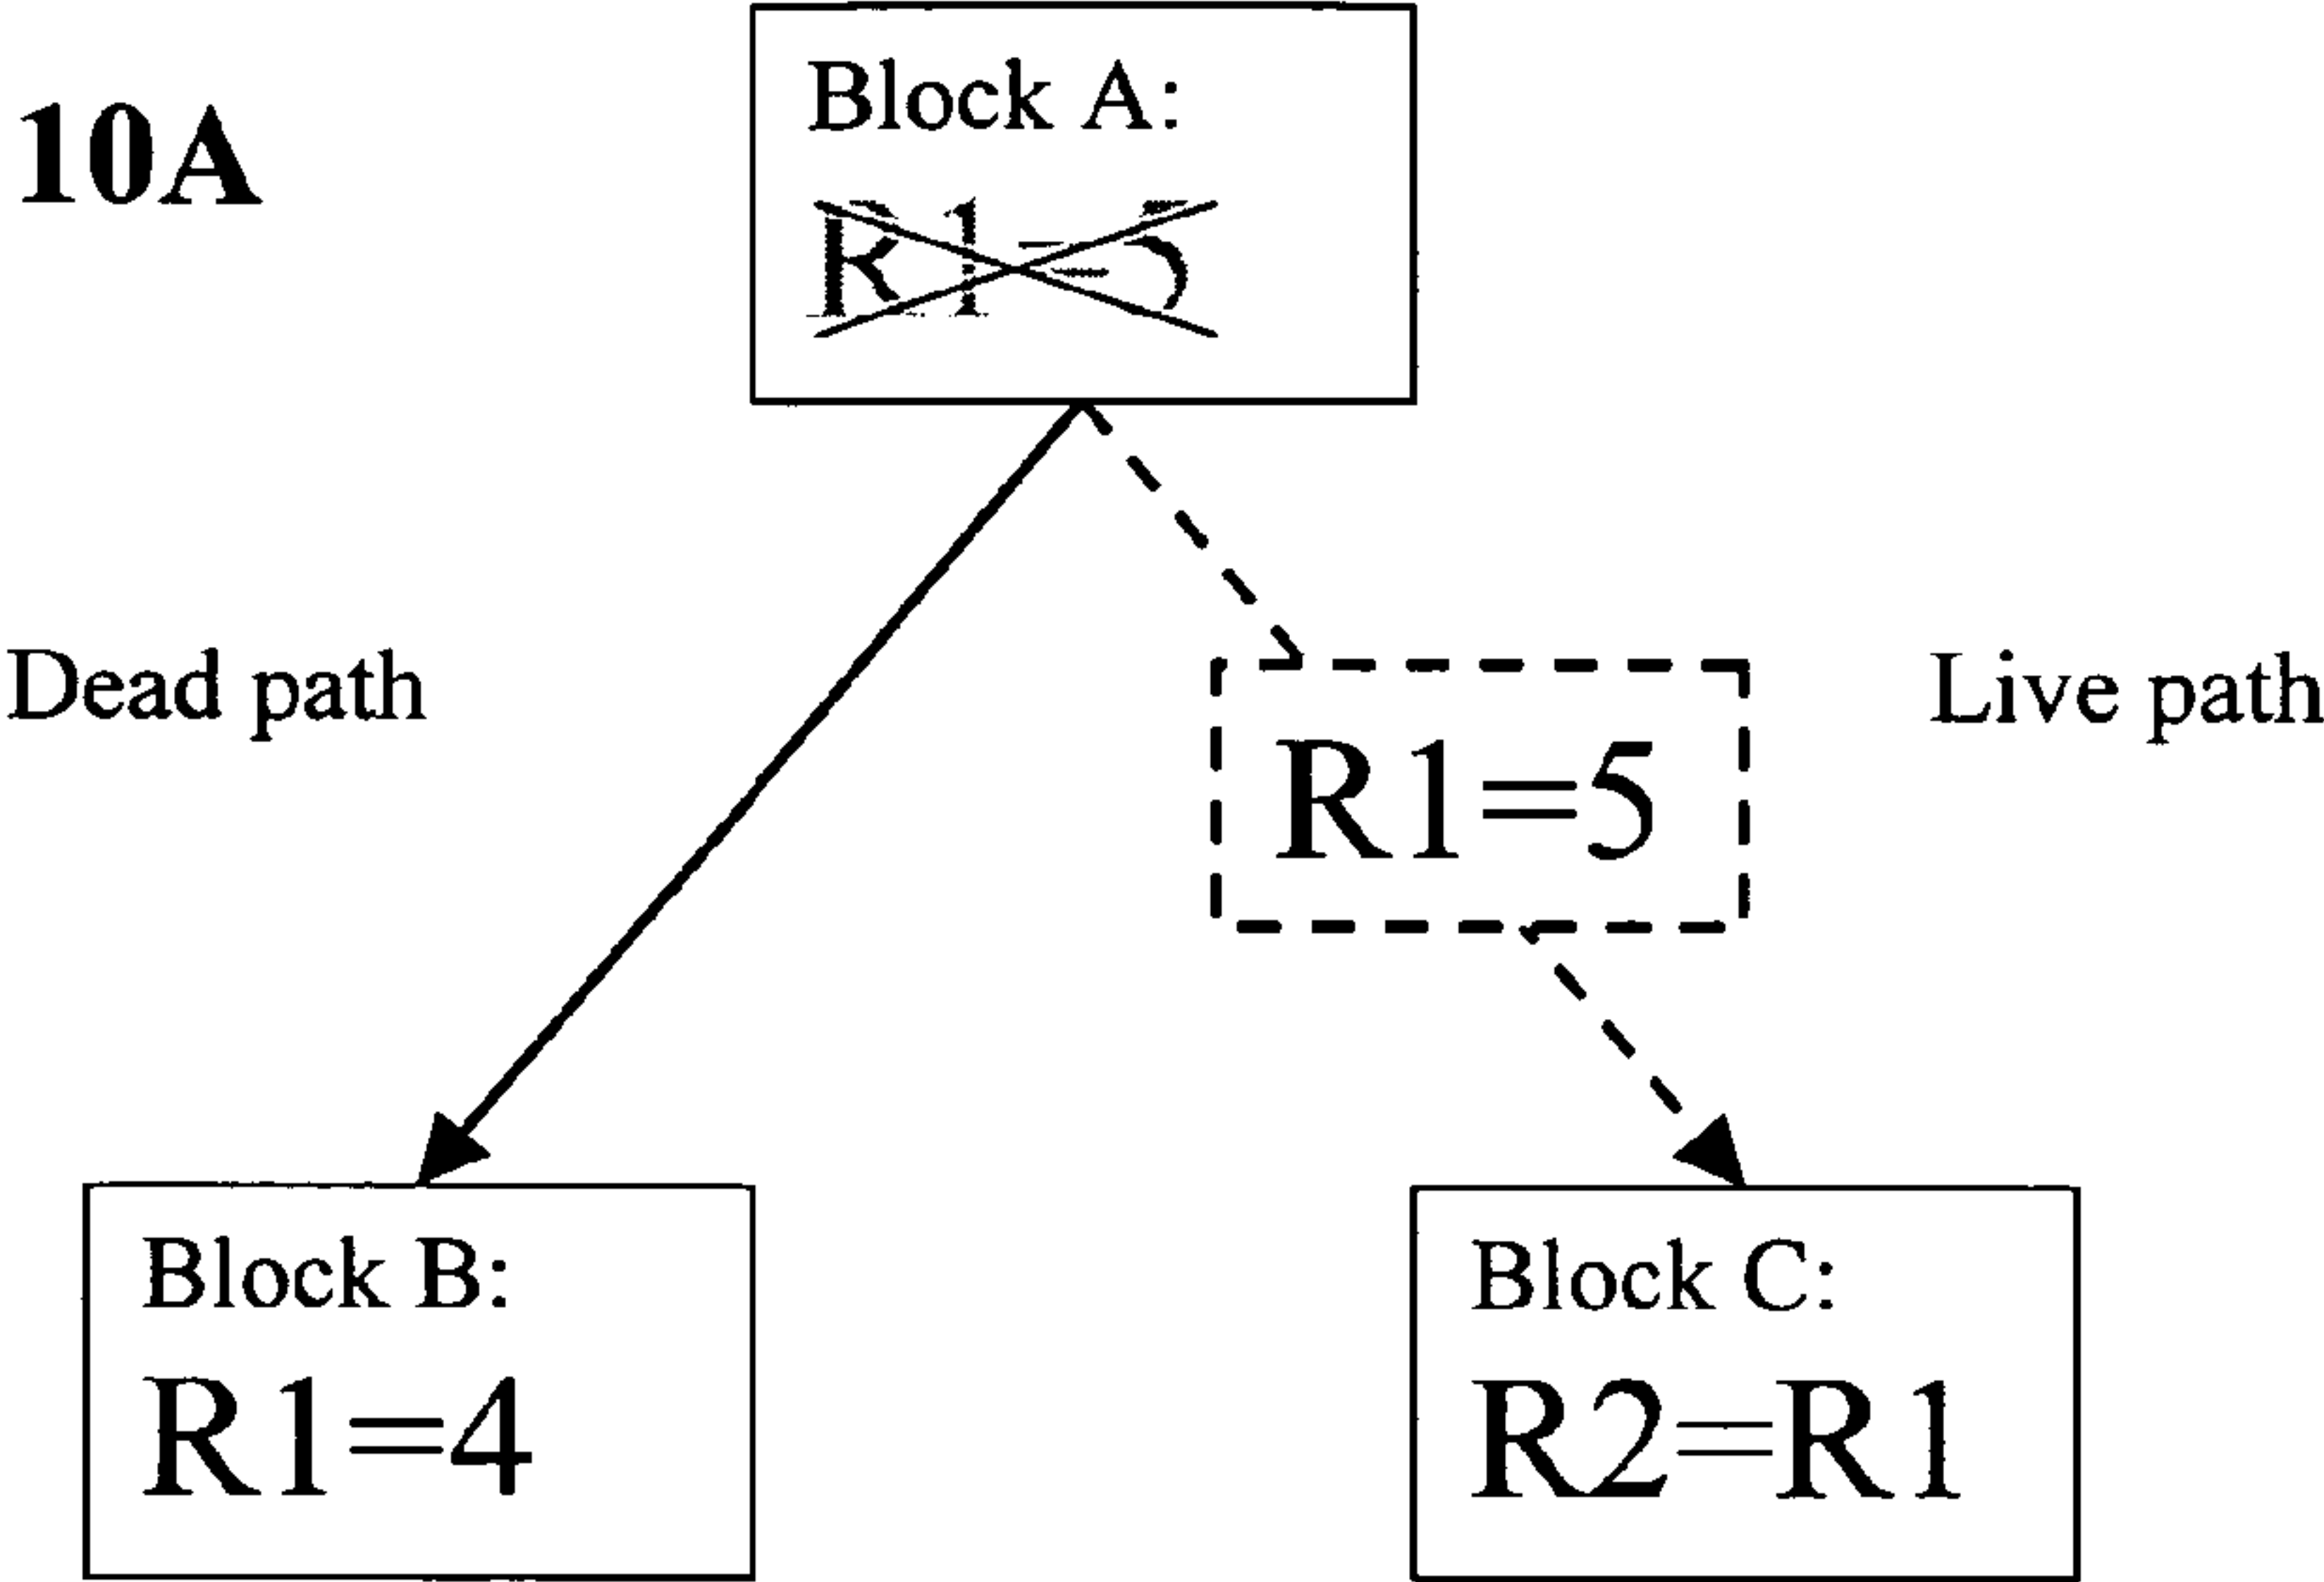 10A
Block A:
R1=5
Dead path
R1=5
Live path
Block B:
R1=4
Block C:
R2=R1